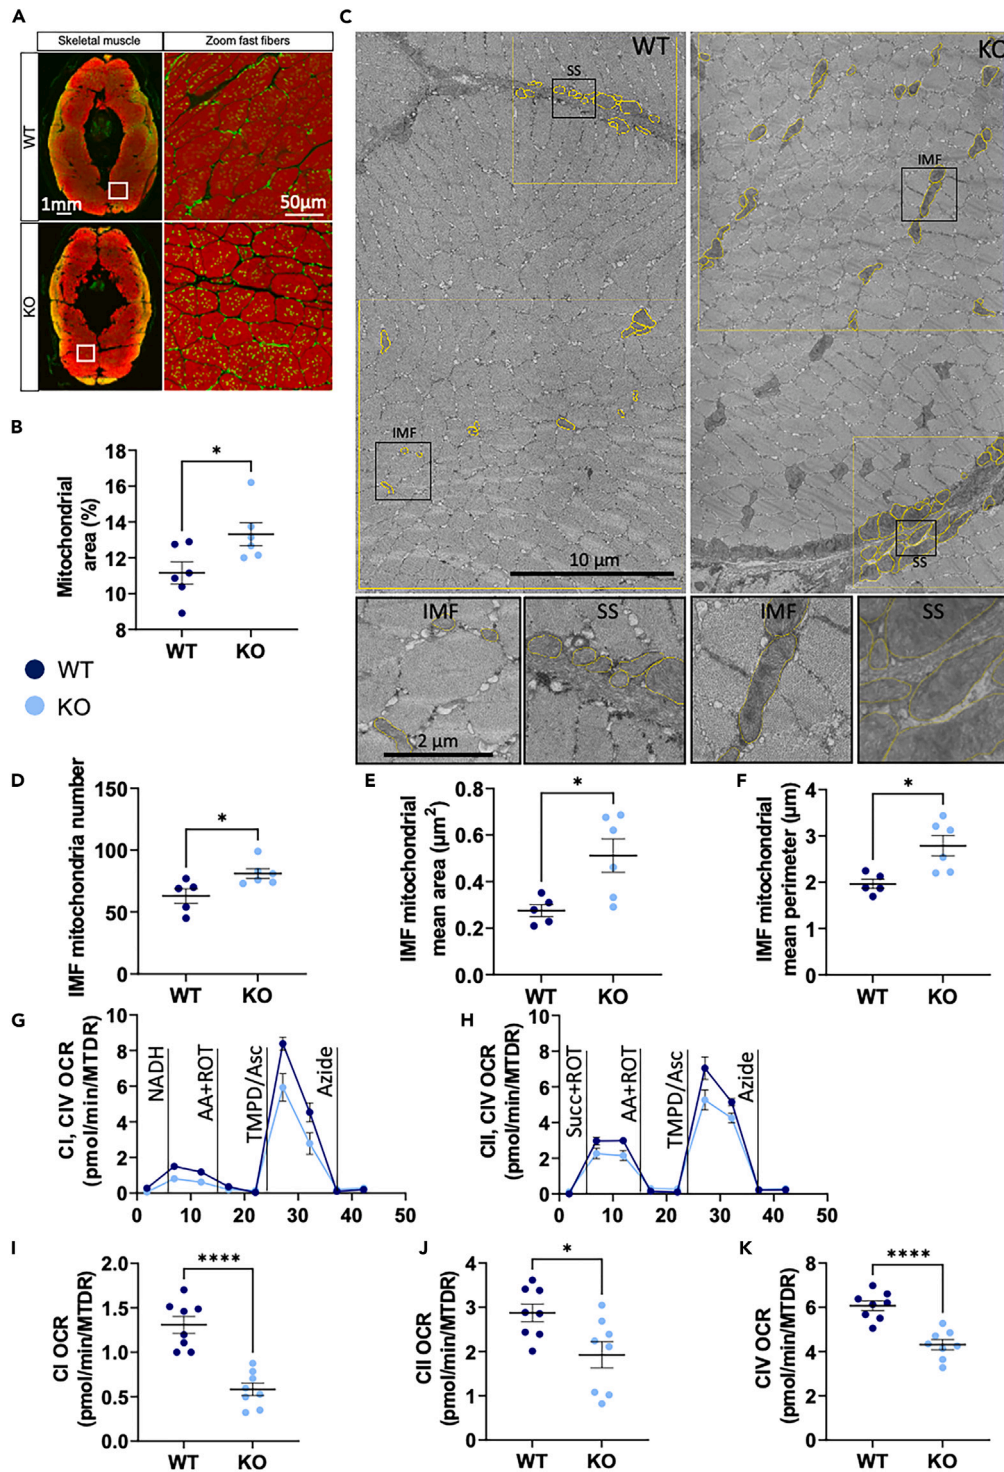 A
Skeletal muscle
Zoom fast fibers
WT
1mm
50µm
KO
B
Mitochondrial
area (%)
18
16
14
12
10
8
*
WT
KO
WT
KO
C
WT
SS
IMF
10 µm
KO
IMF
SS
IMF
2 µm
SS
IMF
SS
D
IMF mitochondria number
150
100
50
0
*
WT
KO
E
IMF mitochondrial
mean area (µm²)
0.8
0.6
0.4
0.2
0.0
*
WT
KO
F
IMF mitochondrial
mean perimeter (µm)
4
3
2
1
0
*
WT
KO
G
CI, CIV OCR
(pmol/min/MTDR)
10
8
6
4
2
0
NADH
AA+ROT
TMPD/Asc
Azide
0
10
20
30
40
50
H
CII, CIV OCR
(pmol/min/MTDR)
10
8
6
4
2
0
Succ+ROT
AA+ROT
TMPD/Asc
Azide
0
10
20
30
40
50
I
CI OCR
(pmol/min/MTDR)
2.0
1.5
1.0
0.5
0.0
****
WT
KO
J
CII OCR
(pmol/min/MTDR)
4
3
2
1
0
*
WT
KO
K
CIV OCR
(pmol/min/MTDR)
8
6
4
2
0
****
WT
KO